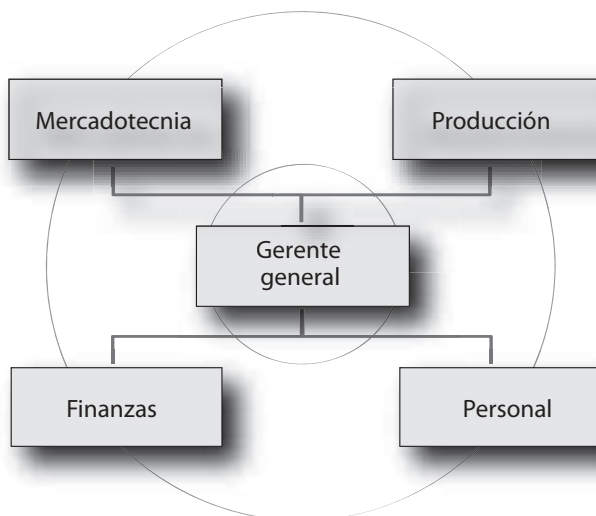 Mercadotecnia
Producción
Gerente
general
Finanzas
Personal